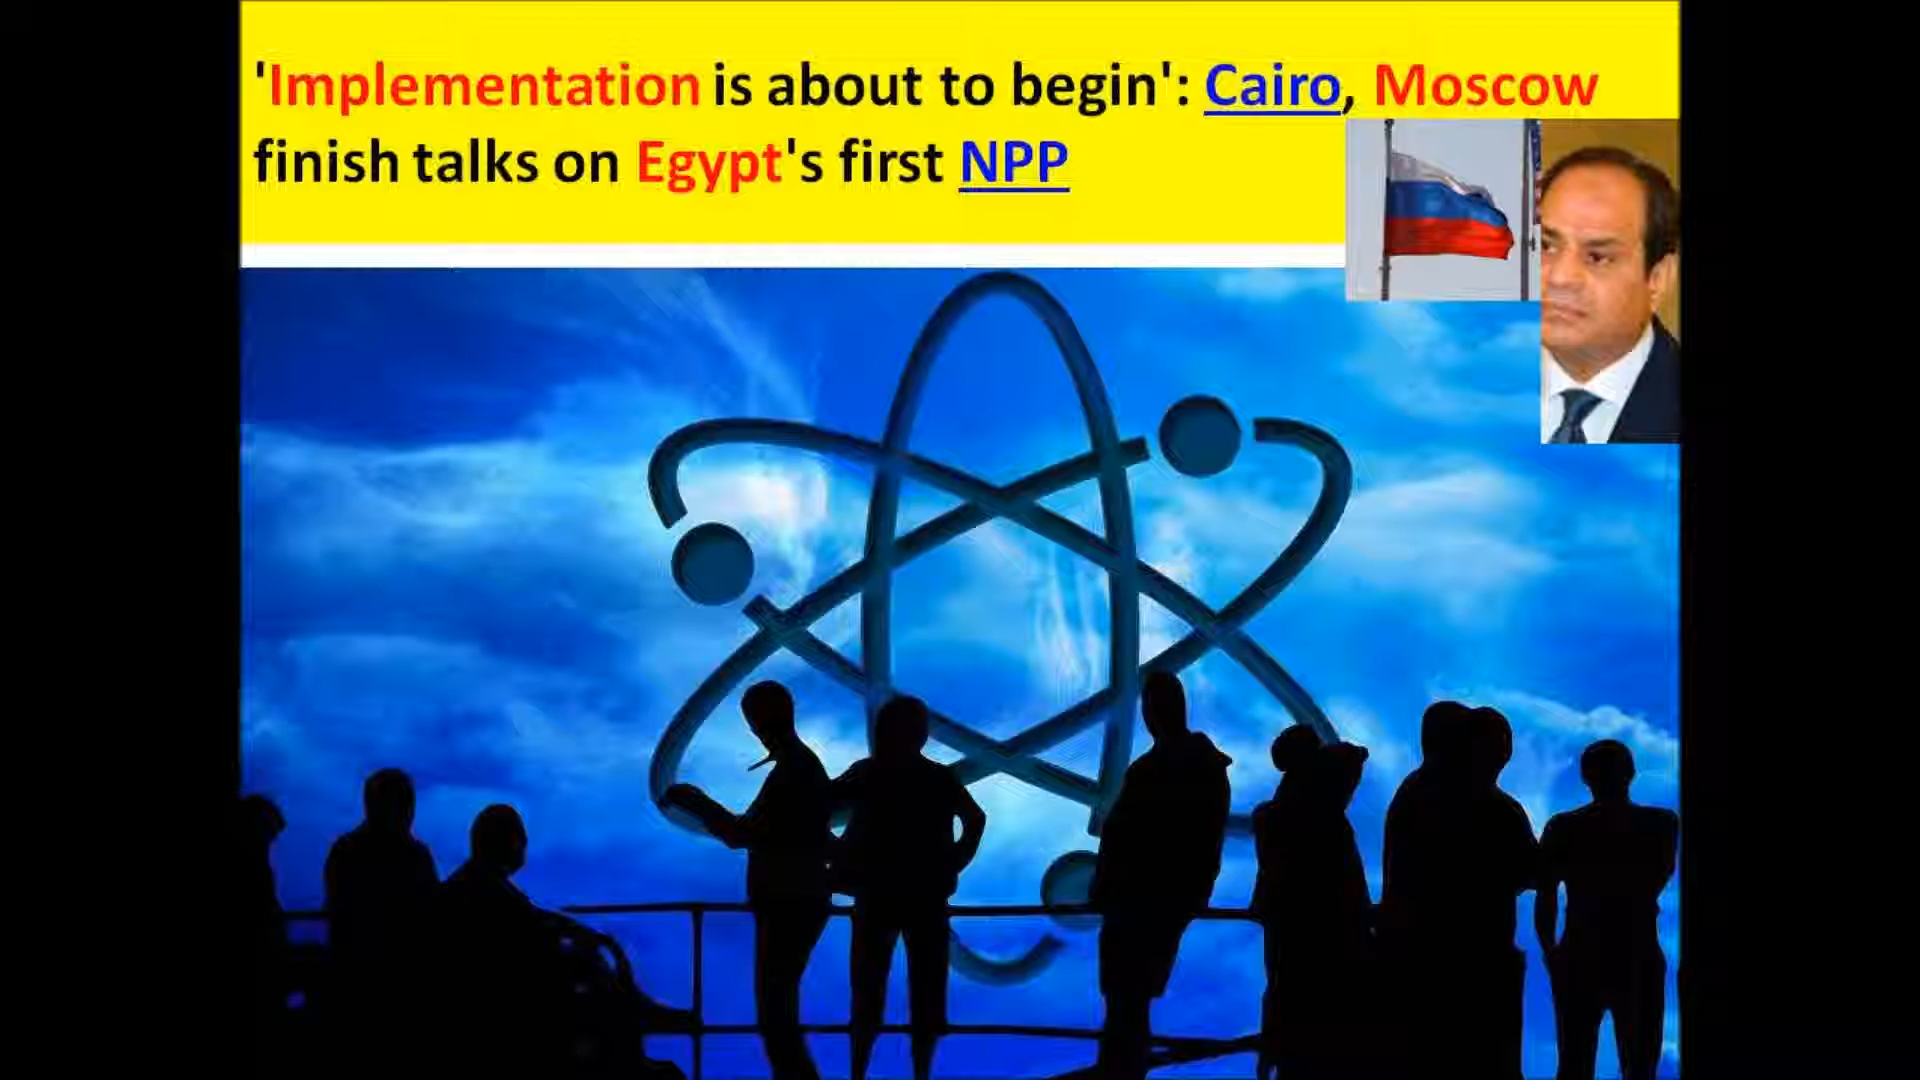 'Implementation is about to begin': Cairo, Moscow
finish talks on Egypt's first NPP